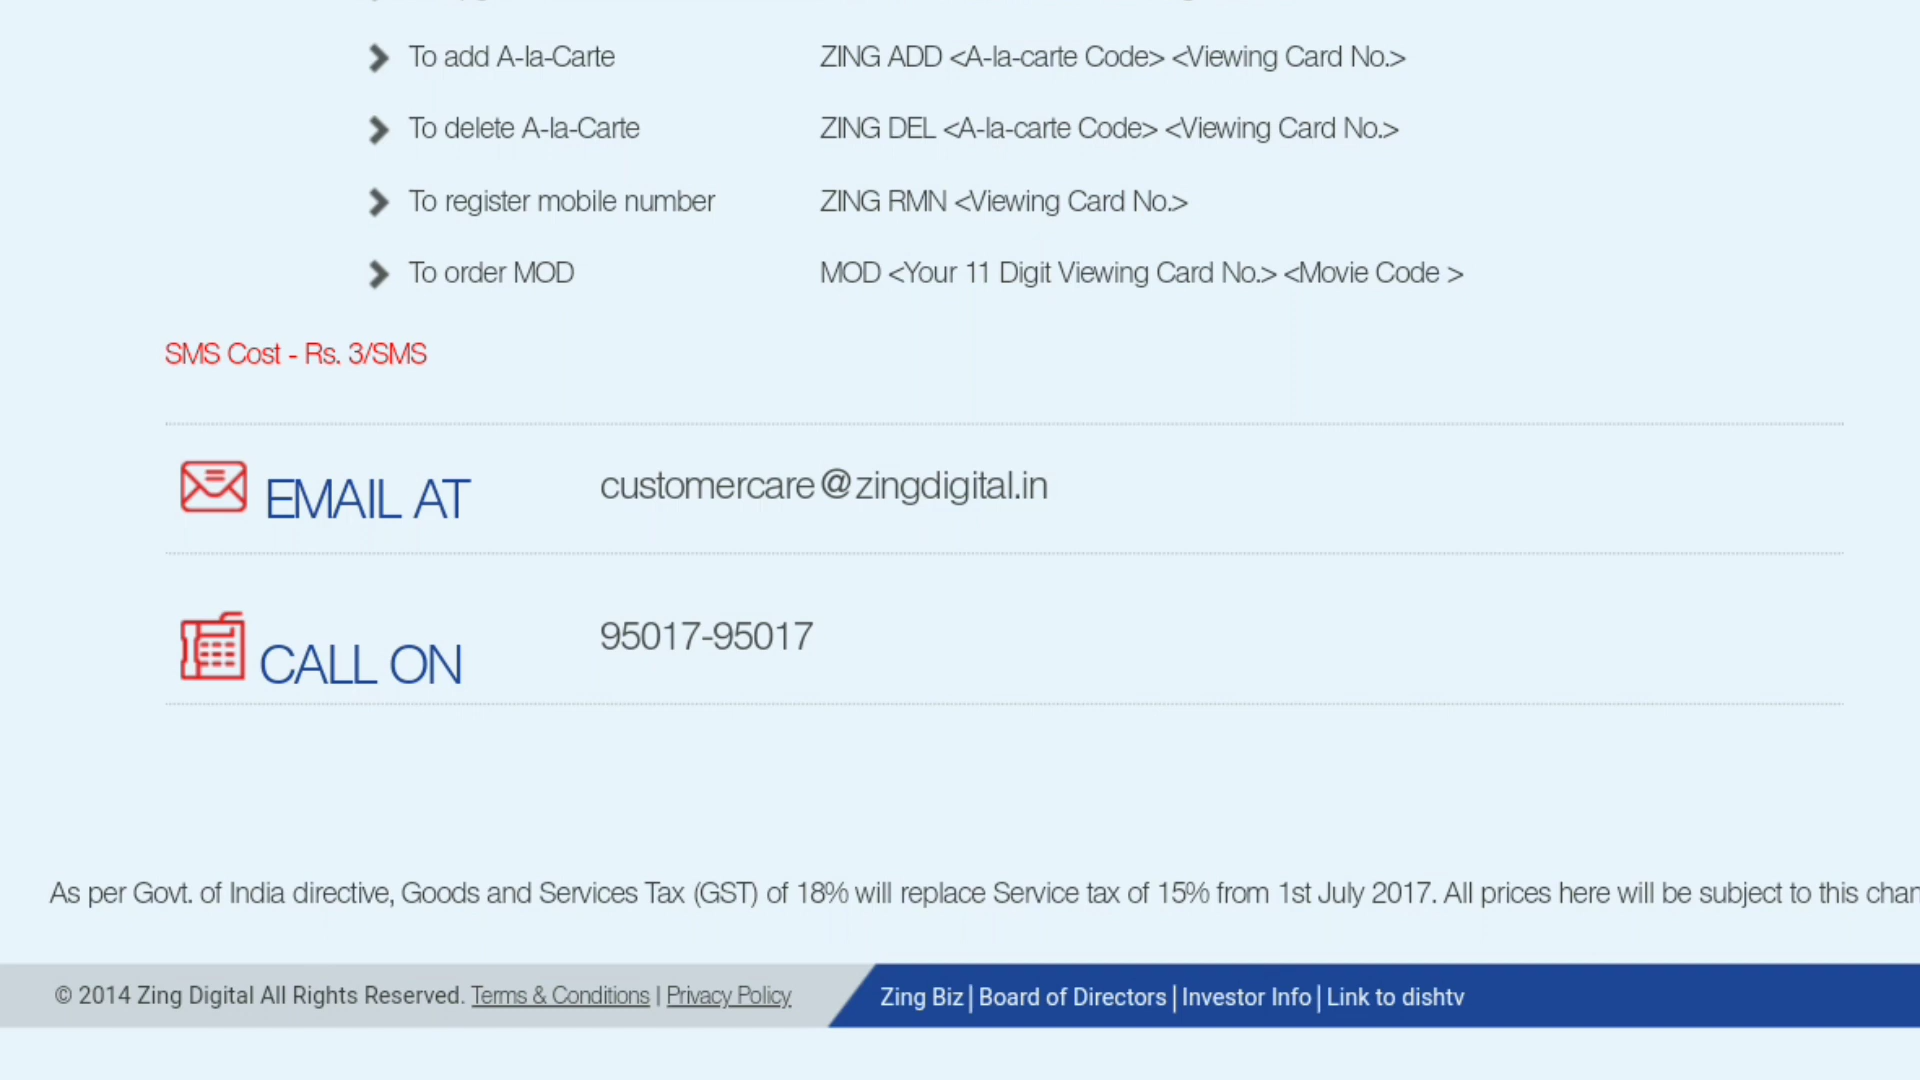 To add A-la-Carte ZING ADD <A-la-carte Code> <Viewing Card No.>
To delete A-la-Carte ZING DEL <A-la-carte Code> <Viewing Card No.>
To register mobile number ZING RMN <Viewing Card No.>
To order MOD MOD <Your 11 Digit Viewing Card No.> <Movie Code >
SMS Cost - Rs. 3/SMS
EMAIL AT customercare@zingdigital.in
CALL ON 95017-95017
As per Govt. of India directive, Goods and Services Tax (GST) of 18% will replace Service tax of 15% from 1st July 2017. All prices here will be subject to this
© 2014 Zing Digital All Rights Reserved. Terms & Conditions | Privacy Policy Zing Biz | Board of Directors | Investor Info | Link to dishtv